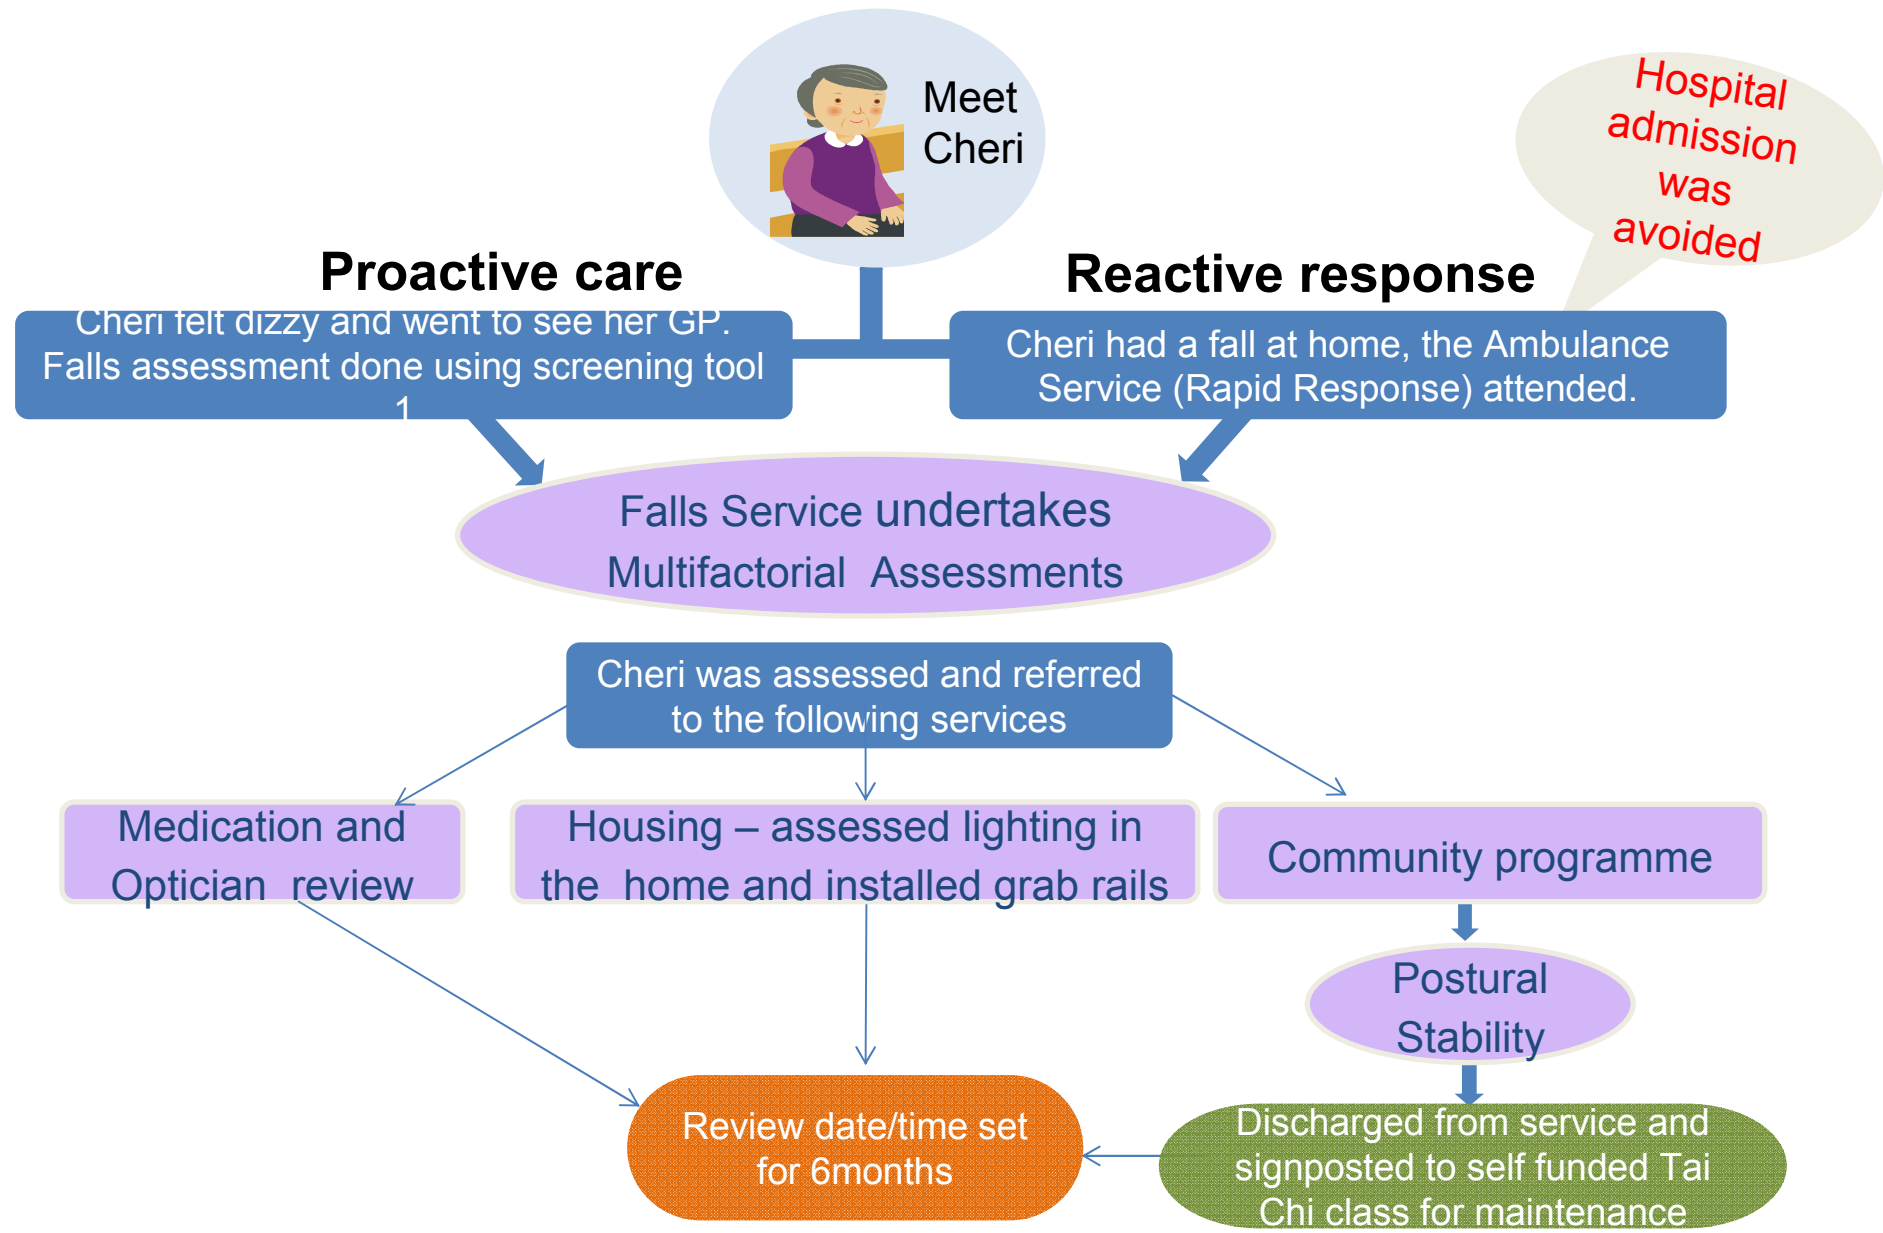 Meet
Cheri
Hospital
admission
was
avoided
Proactive care
Reactive response
Cheri felt dizzy and went to see her GP.
Falls assessment done using screening tool
1
Cheri had a fall at home, the Ambulance
Service (Rapid Response) attended.
Falls Service undertakes
Multifactorial  Assessments
Cheri was assessed and referred
to the following services
Medication and
Optician  review
Housing – assessed lighting in
the  home and installed grab rails
Community programme
Postural
Stability
Review date/time set
for 6months
Discharged from service and
signposted to self funded Tai
Chi class for maintenance